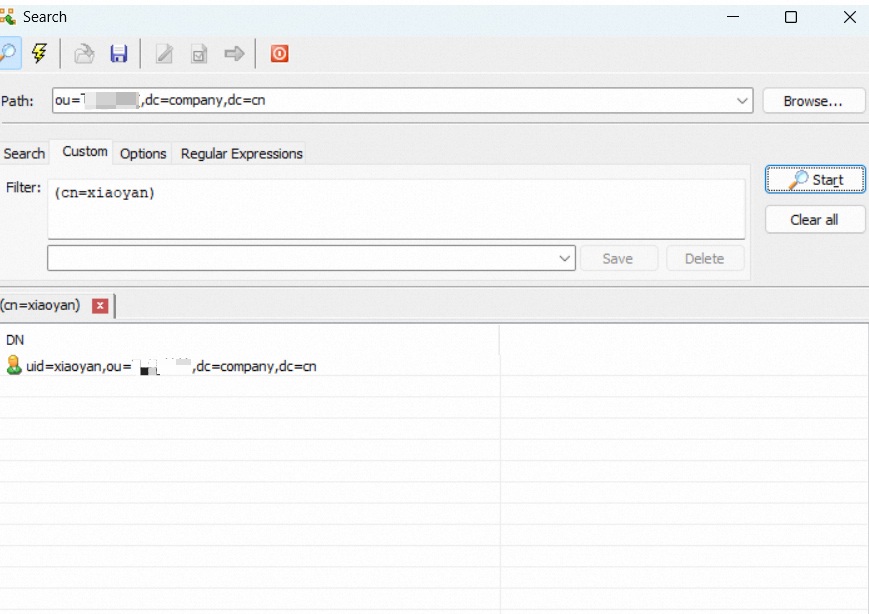 Search
Path: ou= ,dc=company,dc=cn Browse...
Search Custom Options Regular Expressions
Filter: (cn=xiaoyan)
Start
Clear all
Save Delete
(cn=xiaoyan)
DN
uid=xiaoyan,ou= ,dc=company,dc=cn